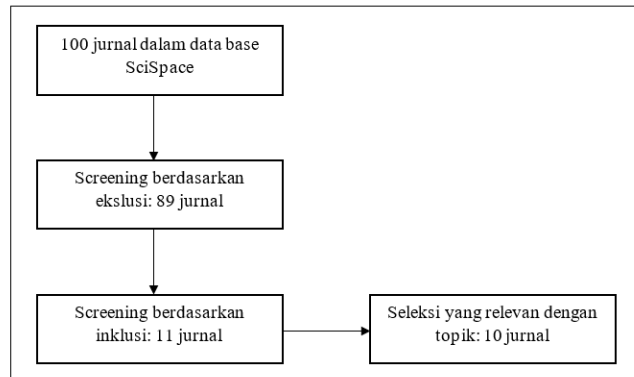 100 jurnal dalam data base
SciSpace
Screening berdasarkan
ekslusi: 89 jurnal
Screening berdasarkan
inklusi: 11 jurnal
Seleksi yang relevan dengan
topik: 10 jurnal